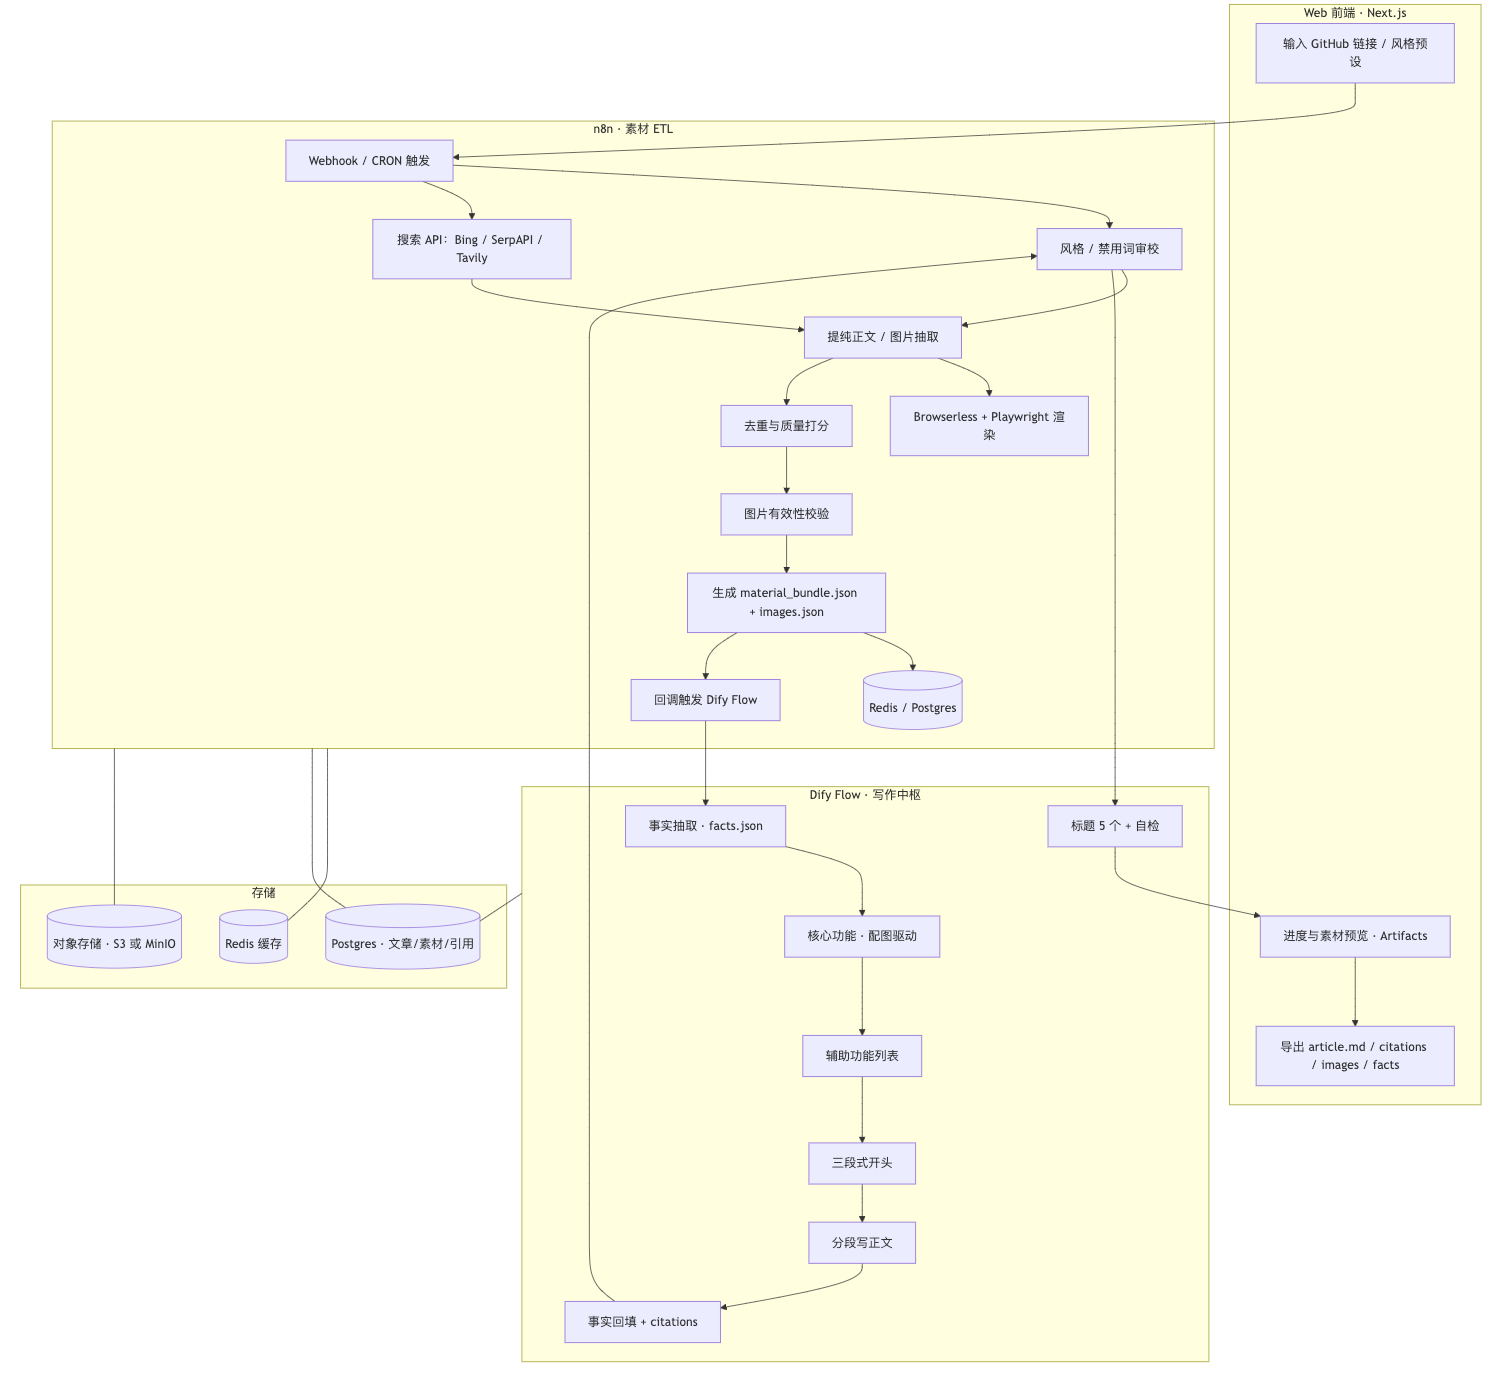 Web 前端 · Next.js
输入 GitHub 链接 / 风格预
设
n8n · 素材 ETL
Webhook / CRON 触发
搜索 API：Bing / SerpAPI /
Tavily
风格 / 禁用词审校
提纯正文 / 图片抽取
去重与质量打分
Browserless + Playwright 渲
染
图片有效性校验
生成 material_bundle.json
+ images.json
回调触发 Dify Flow
Redis / Postgres
Dify Flow · 写作中枢
事实抽取 · facts.json
标题 5 个 + 自检
存储
对象存储 · S3 或 MinIO
Redis 缓存
Postgres · 文章/素材/引用
核心功能 · 配图驱动
进度与素材预览 · Artifacts
辅助功能列表
导出 article.md / citations
/ images / facts
三段式开头
分段写正文
事实回填 + citations